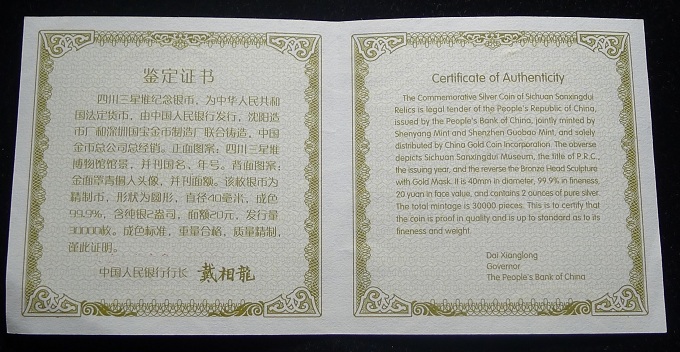 鉴定证书
四川三星堆纪念银币，为中华人民共和
国法定货币，由中国人民银行发行，沈阳造
币厂和深圳国宝金币制造厂联合铸造，中国
金币总公司总经销。正面图案：四川三星堆
博物馆馆景，并刊国名、年号。背面图案：
金面罩青铜人头像，并刊面额。该枚银币为
精制币，形状为圆形，直径40毫米，成色
99.9%，含纯银2盎司，面额20元，发行量
30000枚。成色标准，重量合格，质量精制，
谨此证明。
中国人民银行行长 戴相龍
Certificate of Authenticity
The Commemorative Silver Coin of Sichuan Sanxingdui
Relics is legal tender of the People's Republic of China,
issued by the People's Bank of China, jointly minted by
Shenyang Mint and Shenzhen Guobao Mint, and solely
distributed by China Gold Coin Incorporation. The obverse
depicts Sichuan Sanxingdui Museum, the title of P.R.C.,
the issuing year, and the reverse the Bronze Head Sculpture
with Gold Mask. It is 40mm in diameter, 99.9% in fineness,
20 yuan in face value, and contains 2 ounces of pure silver.
The total mintage is 30000 pieces. This is to certify that
the coin is proof in quality and is up to standard as to its
fineness and weight.
Dai Xianglong
Governor
The People's Bank of China